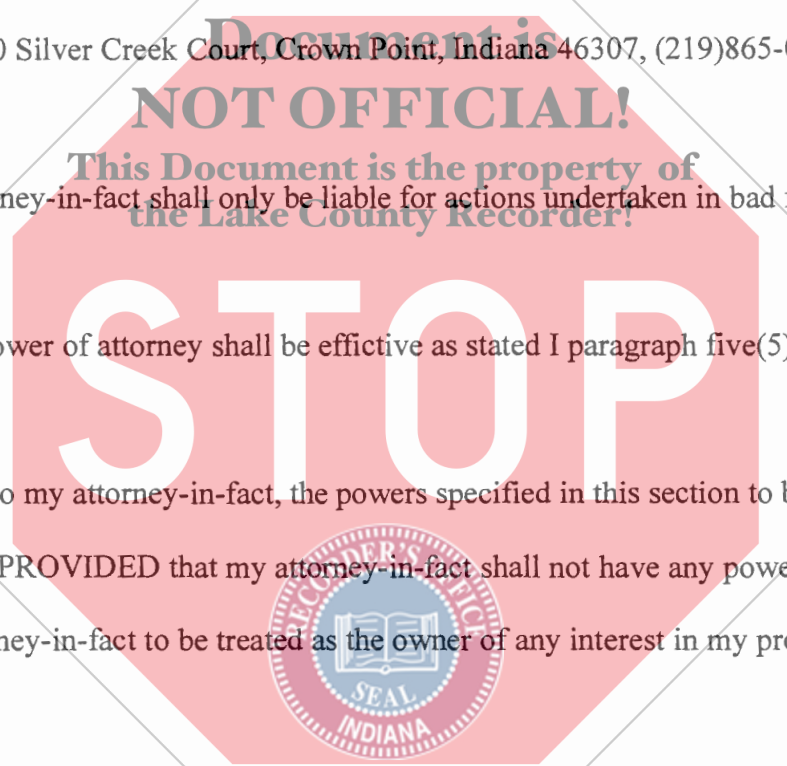 Document is
0 Silver Creek Court, Crown Point, Indiana 46307, (219)865-
NOT OFFICIAL!
This Document is the property of
ney-in-fact shall only be liable for actions undertaken in bad
the Lake County Recorder!
STOP
ower of attorney shall be effictive as stated I paragraph five(5)
o my attorney-in-fact, the powers specified in this section to b
PROVIDED that my attorney-in-fact shall not have any powe
ney-in-fact to be treated as the owner of any interest in my pro
RECORDER'S OFFICE
SEAL
INDIANA